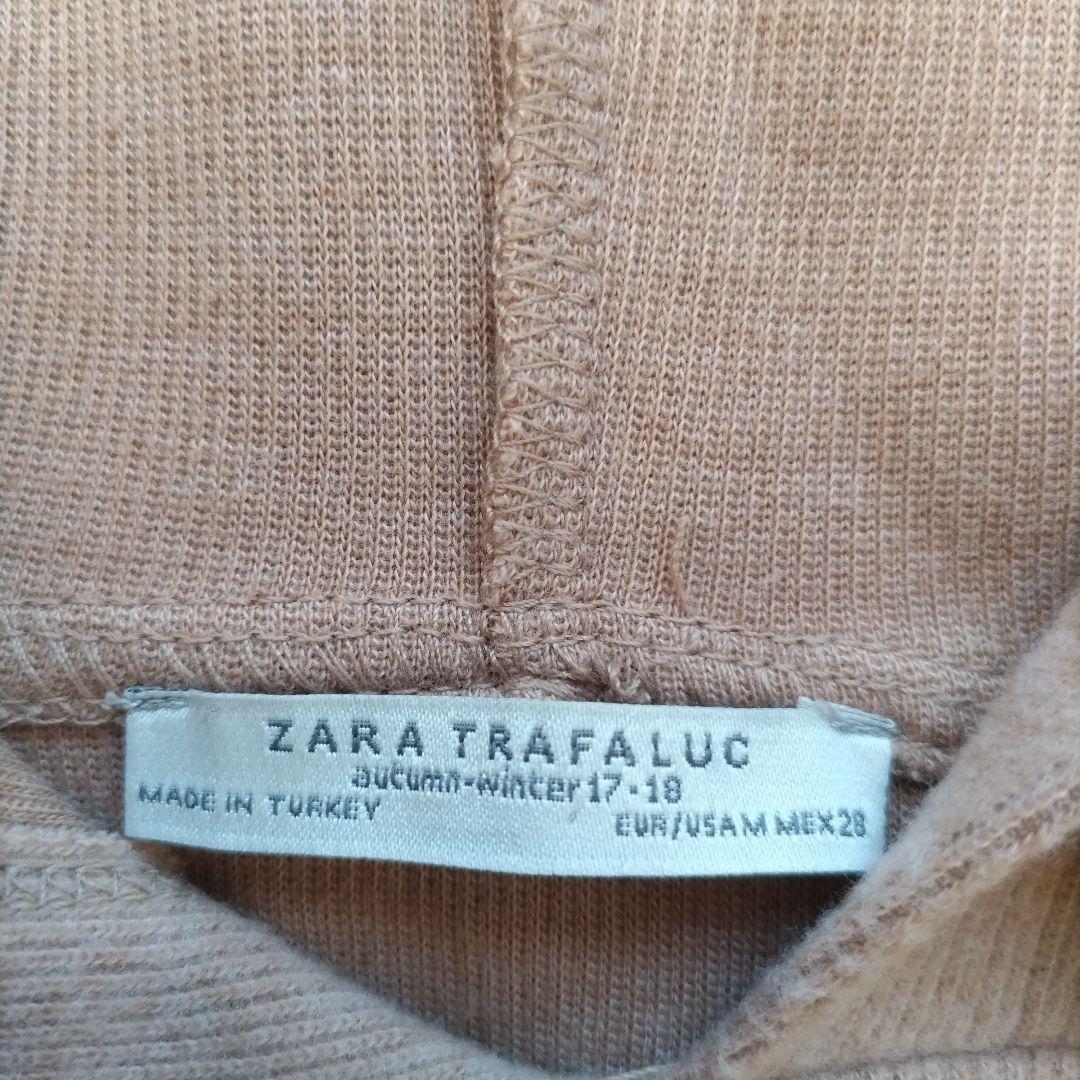 ZARA TRAFALUC
autumn-winter 17·18
MADE IN TURKEY
EUR/USA M MEX 28